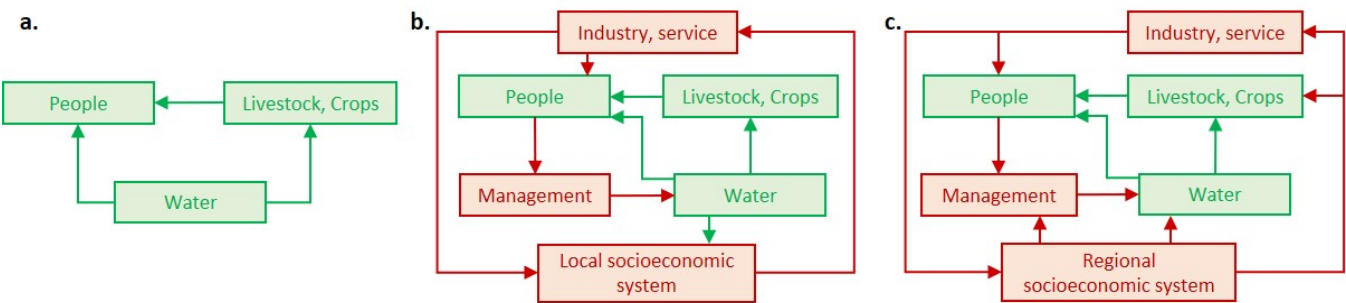 a.
People
Livestock, Crops
Water
b.
Industry, service
People
Livestock, Crops
Management
Water
Local socioeconomic
system
c.
Industry, service
People
Livestock, Crops
Management
Water
Regional
socioeconomic system